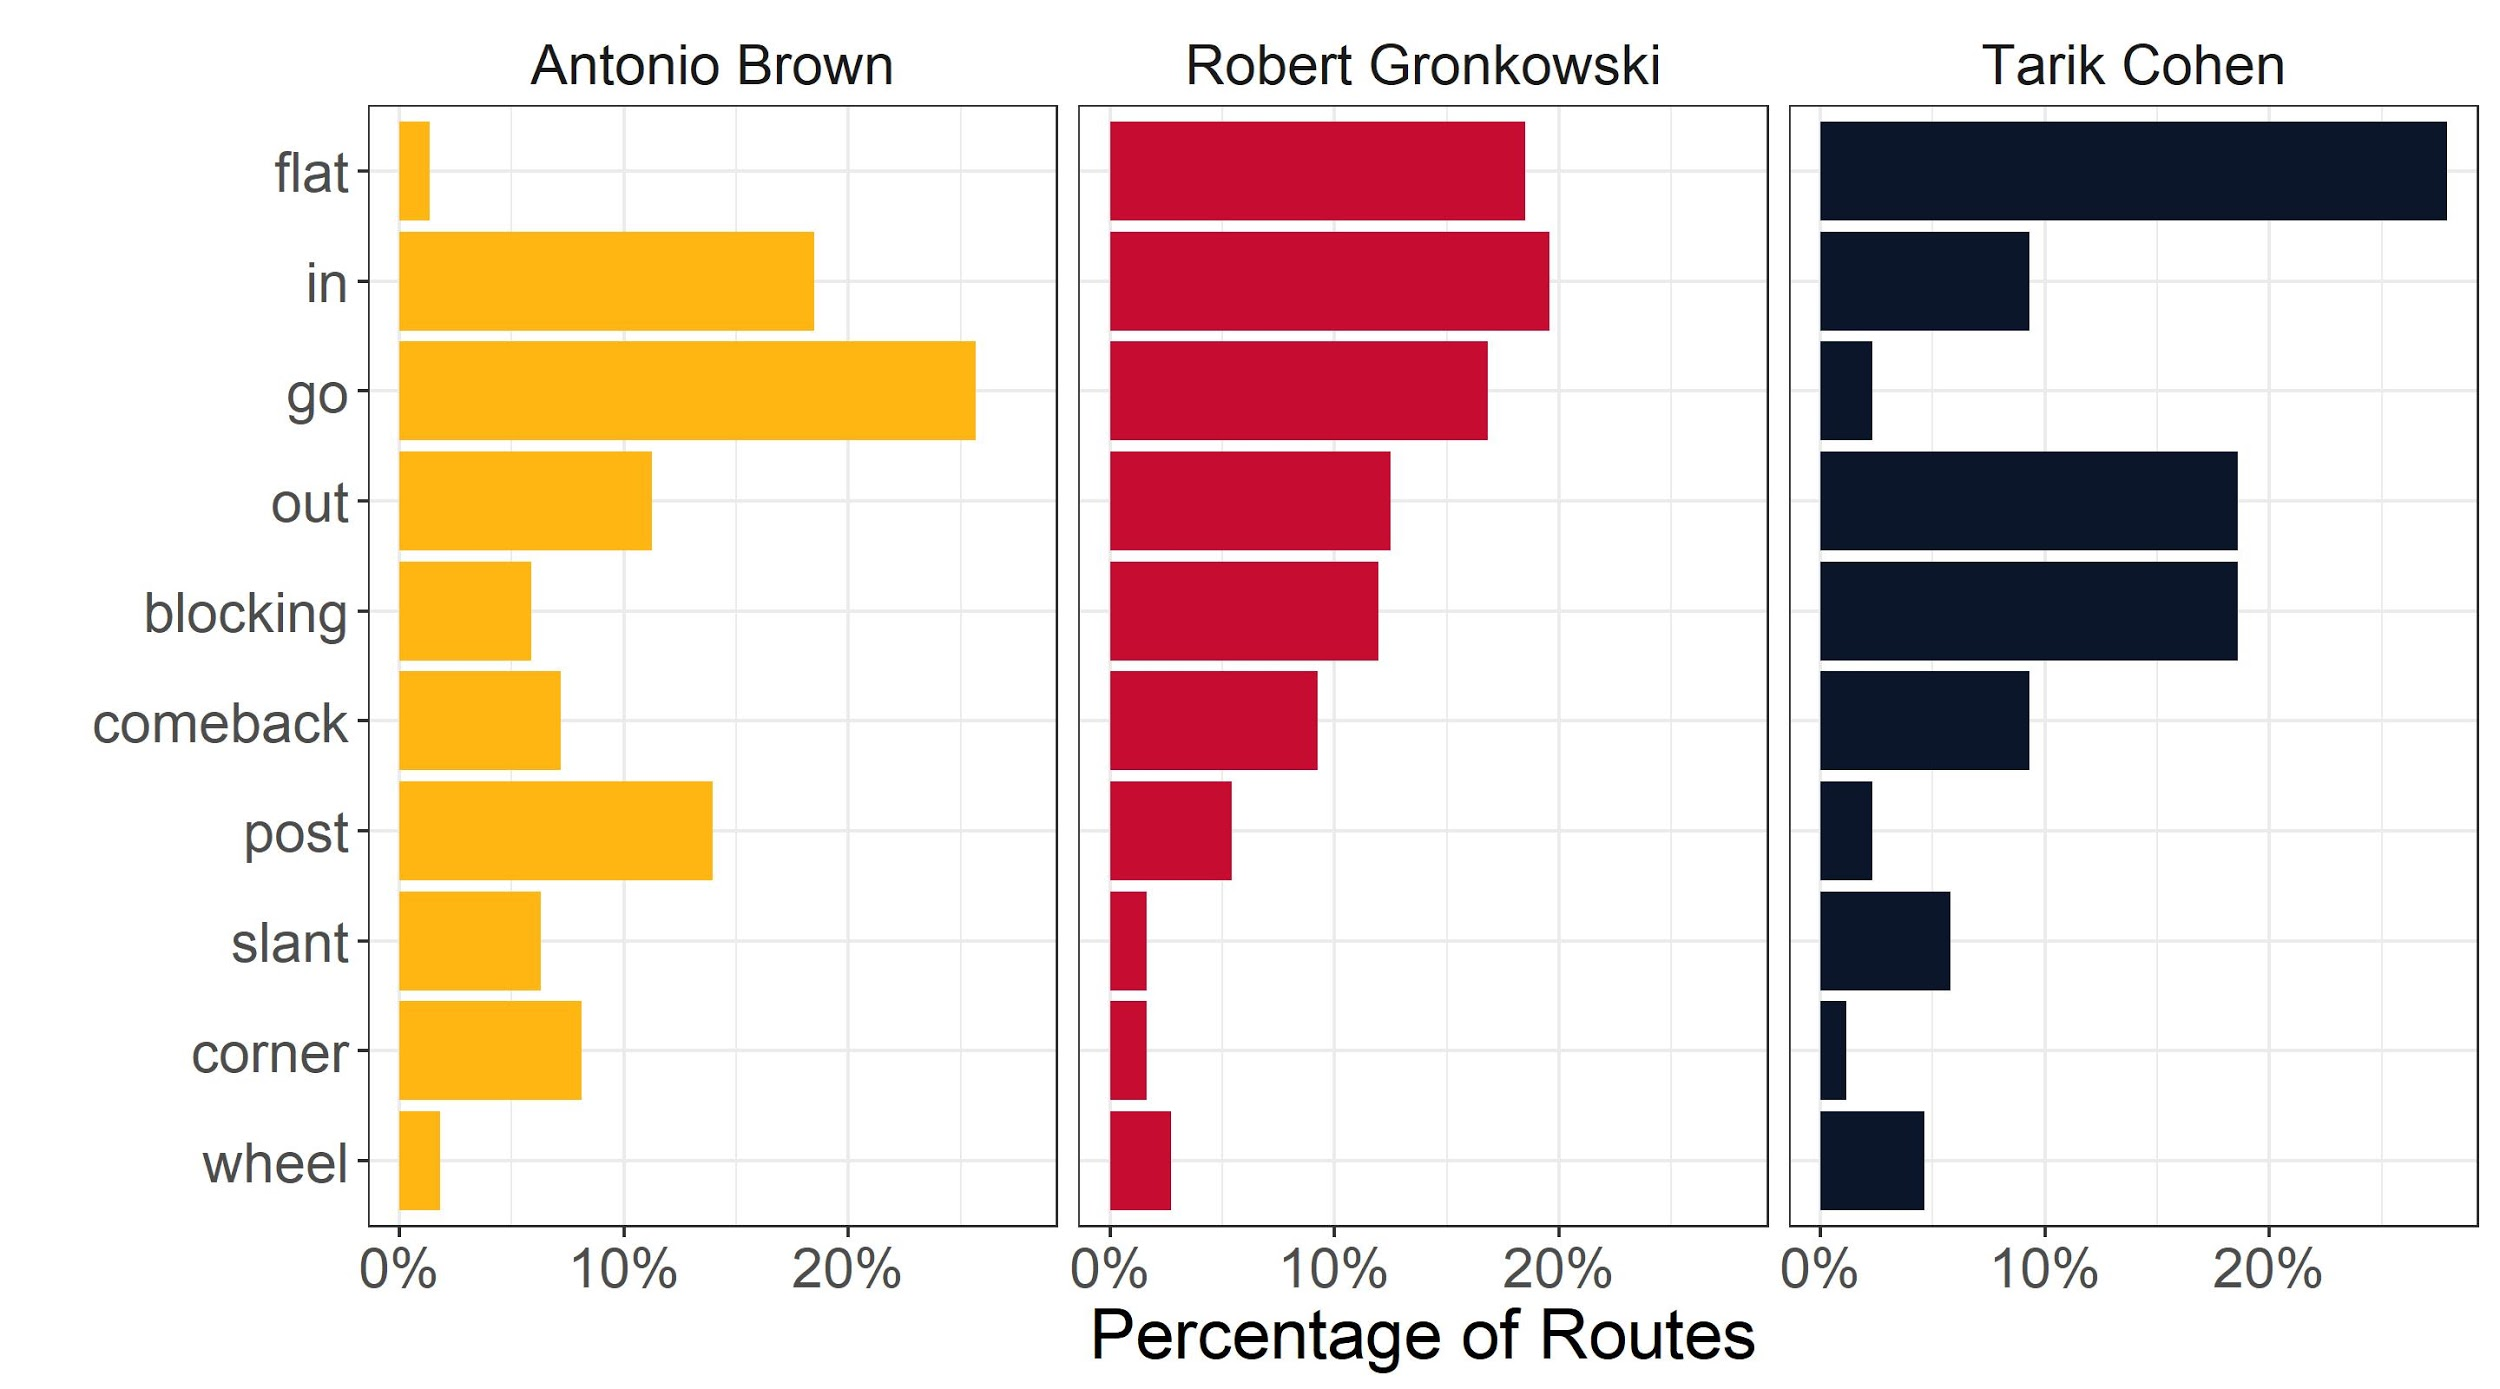 Antonio Brown
Robert Gronkowski
Tarik Cohen
flat
in
go
out
blocking
comeback
post
slant
corner
wheel
0% 10% 20%
0% 10% 20%
0% 10% 20%
Percentage of Routes